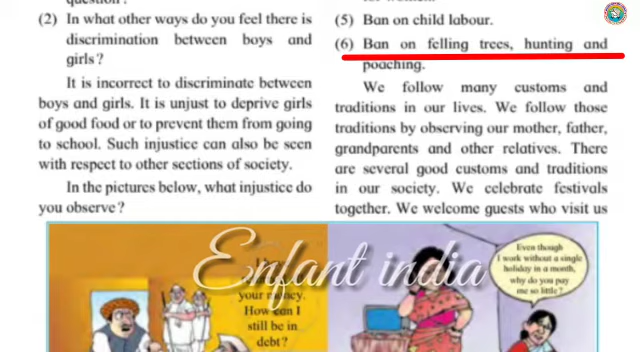 (2) In what other ways do you feel there is
discrimination between boys and
girls?
It is incorrect to discriminate between
boys and girls. It is unjust to deprive girls
of good food or to prevent them from going
to school. Such injustice can also be seen
with respect to other sections of society.
In the pictures below, what injustice do
you observe?
(5) Ban on child labour.
(6) Ban on felling trees, hunting and
poaching.
We follow many customs and
traditions in our lives. We follow those
traditions by observing our mother, father,
grandparents and other relatives. There
are several good customs and traditions
in our society. We celebrate festivals
together. We welcome guests who visit us
Enfant india
your money.
How can I
still be in
debt?
Even though
I work without a single
holiday in a month,
why do you pay
me so little?